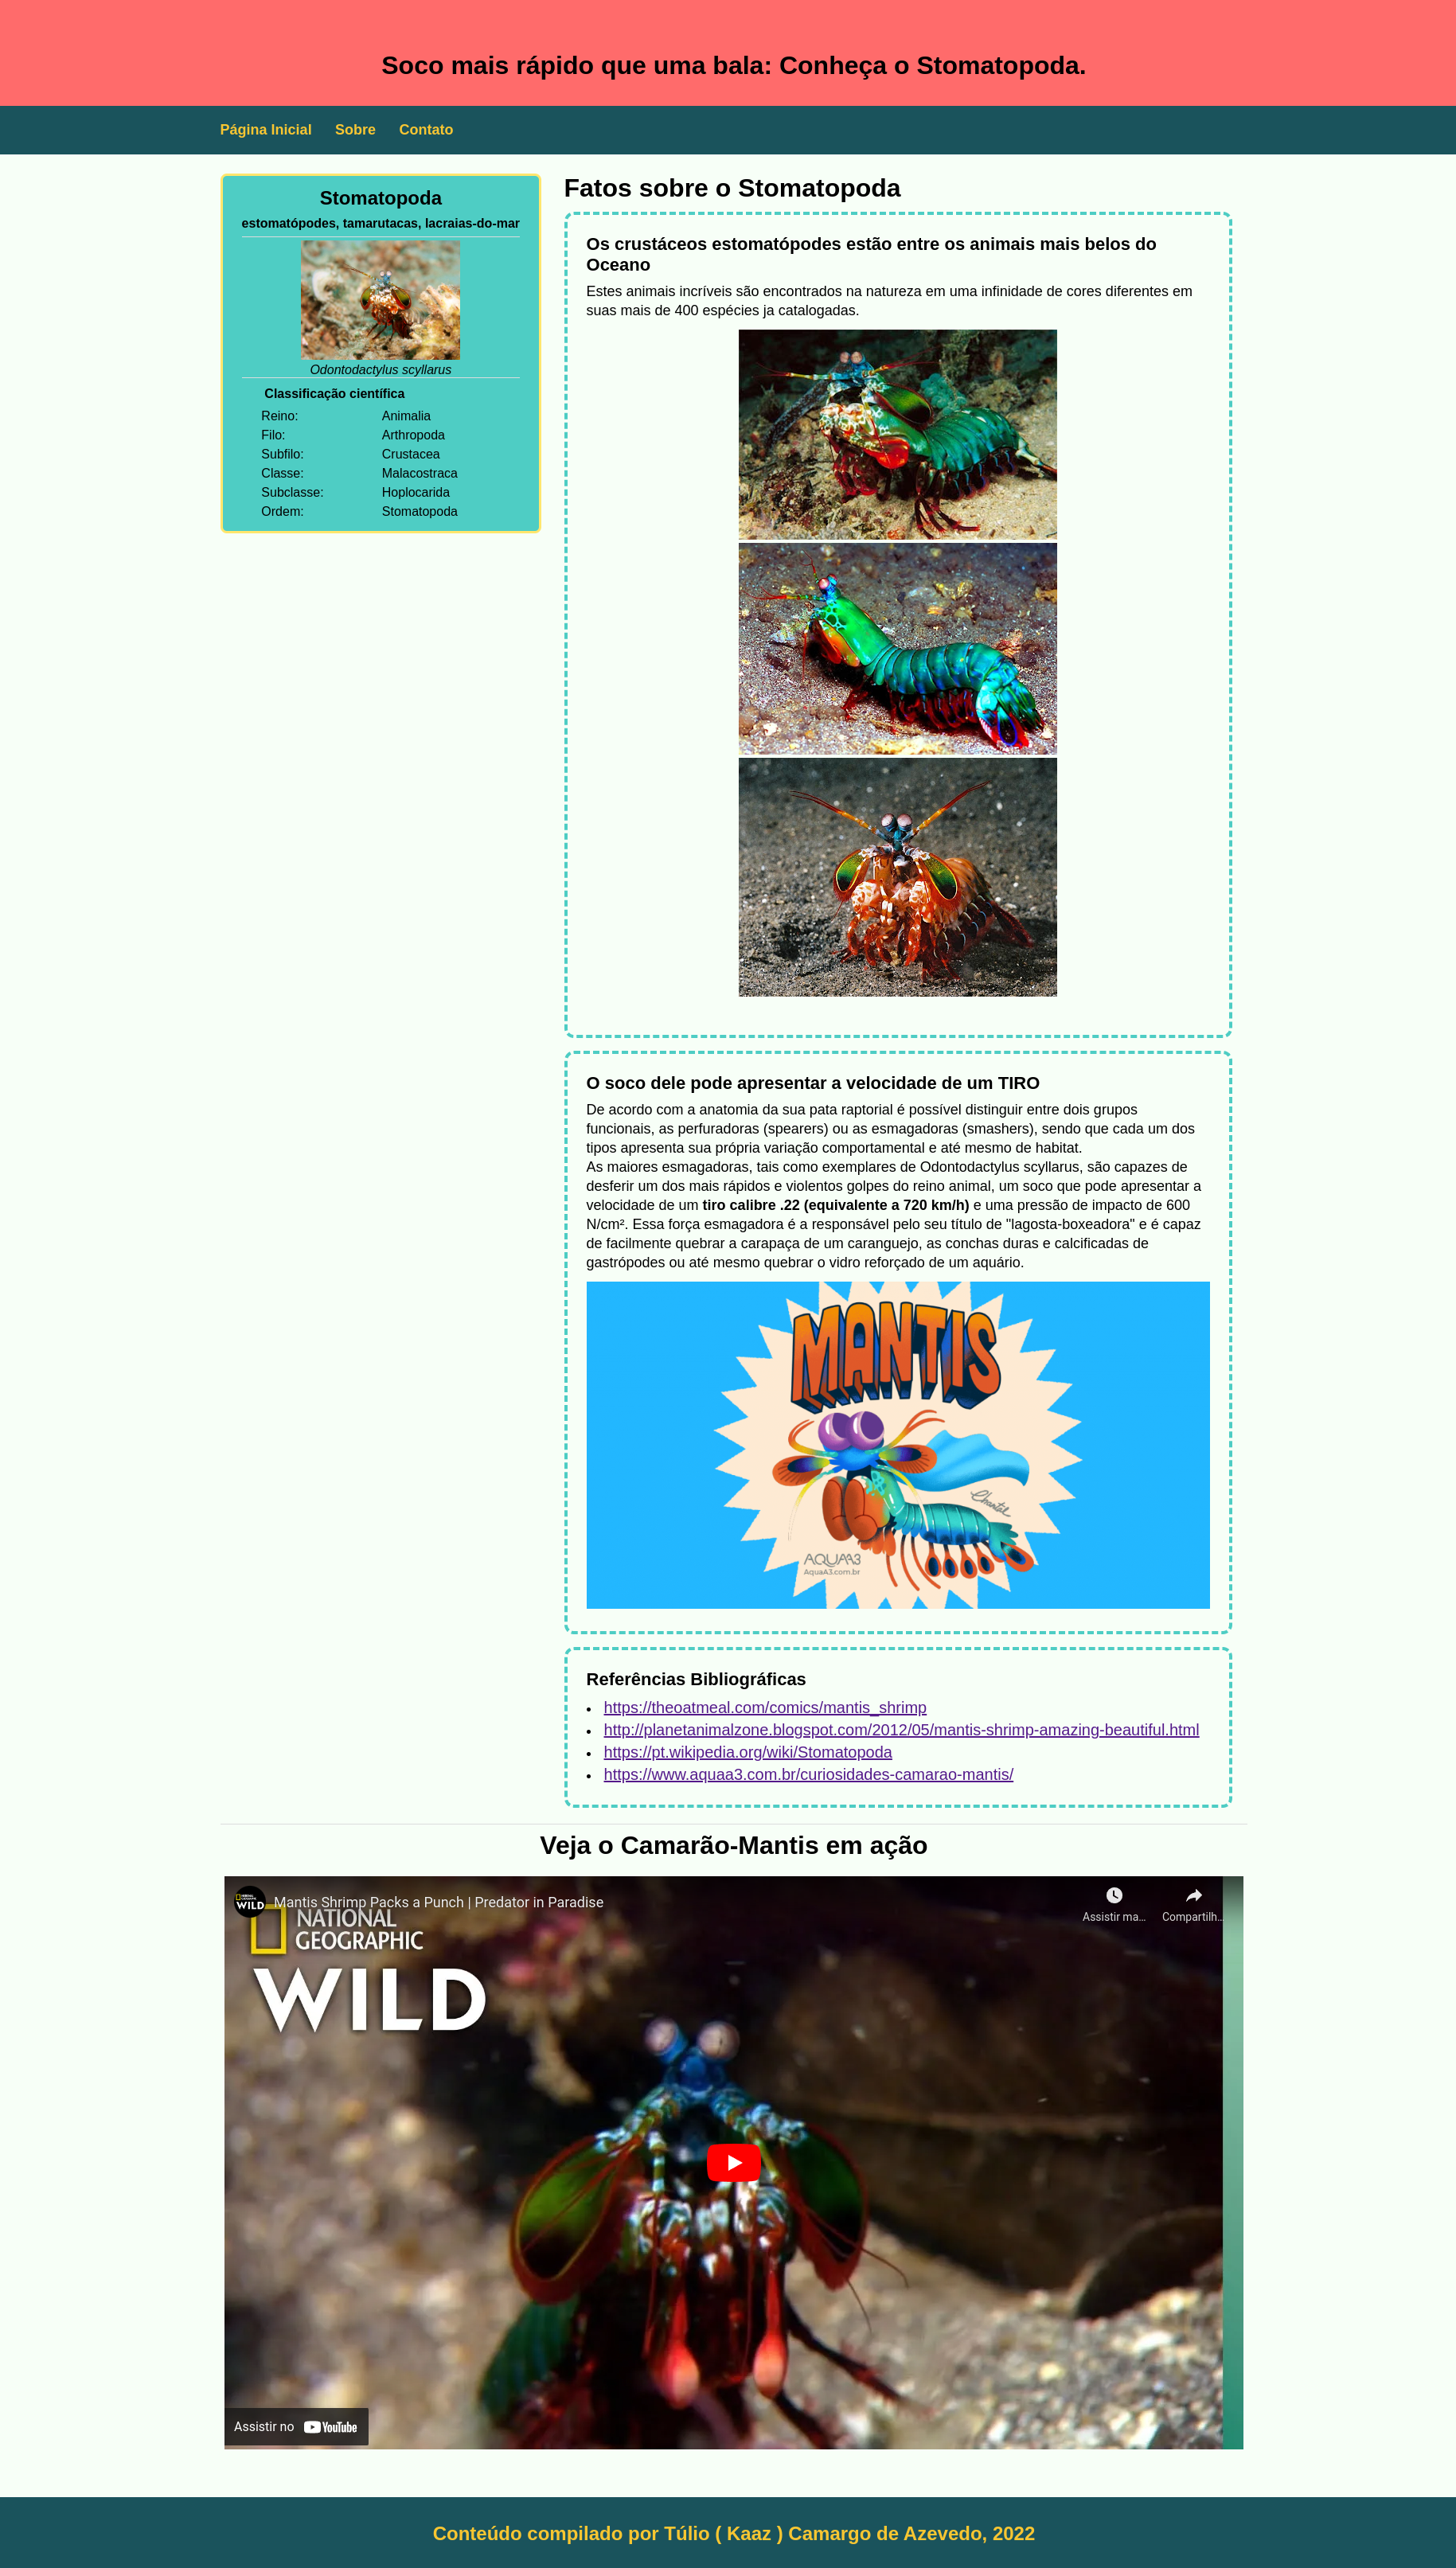 Soco mais rápido que uma bala: Conheça o Stomatopoda.
Página Inicial Sobre Contato
Stomatopoda
estomatópodes, tamarutacas, lacraias-do-mar
Odontodactylus scyllarus
Classificação científica
Reino: Animalia
Filo: Arthropoda
Subfilo: Crustacea
Classe: Malacostraca
Subclasse: Hoplocarida
Ordem: Stomatopoda
Fatos sobre o Stomatopoda
Os crustáceos estomatópodes estão entre os animais mais belos do
Oceano
Estes animais incríveis são encontrados na natureza em uma infinidade de cores diferentes em
suas mais de 400 espécies ja catalogadas.
O soco dele pode apresentar a velocidade de um TIRO
De acordo com a anatomia da sua pata raptorial é possível distinguir entre dois grupos
funcionais, as perfuradoras (spearers) ou as esmagadoras (smashers), sendo que cada um dos
tipos apresenta sua própria variação comportamental e até mesmo de habitat.
As maiores esmagadoras, tais como exemplares de Odontodactylus scyllarus, são capazes de
desferir um dos mais rápidos e violentos golpes do reino animal, um soco que pode apresentar a
velocidade de um tiro calibre .22 (equivalente a 720 km/h) e uma pressão de impacto de 600
N/cm². Essa força esmagadora é a responsável pelo seu título de "lagosta-boxeadora" e é capaz
de facilmente quebrar a carapaça de um caranguejo, as conchas duras e calcificadas de
gastrópodes ou até mesmo quebrar o vidro reforçado de um aquário.
MANTIS
Chantal
AQUAA3
AquaA3.com.br
Referências Bibliográficas
https://theoatmeal.com/comics/mantis_shrimp
http://planetanimalzone.blogspot.com/2012/05/mantis-shrimp-amazing-beautiful.html
https://pt.wikipedia.org/wiki/Stomatopoda
https://www.aquaa3.com.br/curiosidades-camarao-mantis/
Veja o Camarão-Mantis em ação
WILD
Mantis Shrimp Packs a Punch | Predator in Paradise
Assistir ma... Compartilh...
NATIONAL
GEOGRAPHIC
WILD
Assistir no YouTube
Conteúdo compilado por Túlio ( Kaaz ) Camargo de Azevedo, 2022